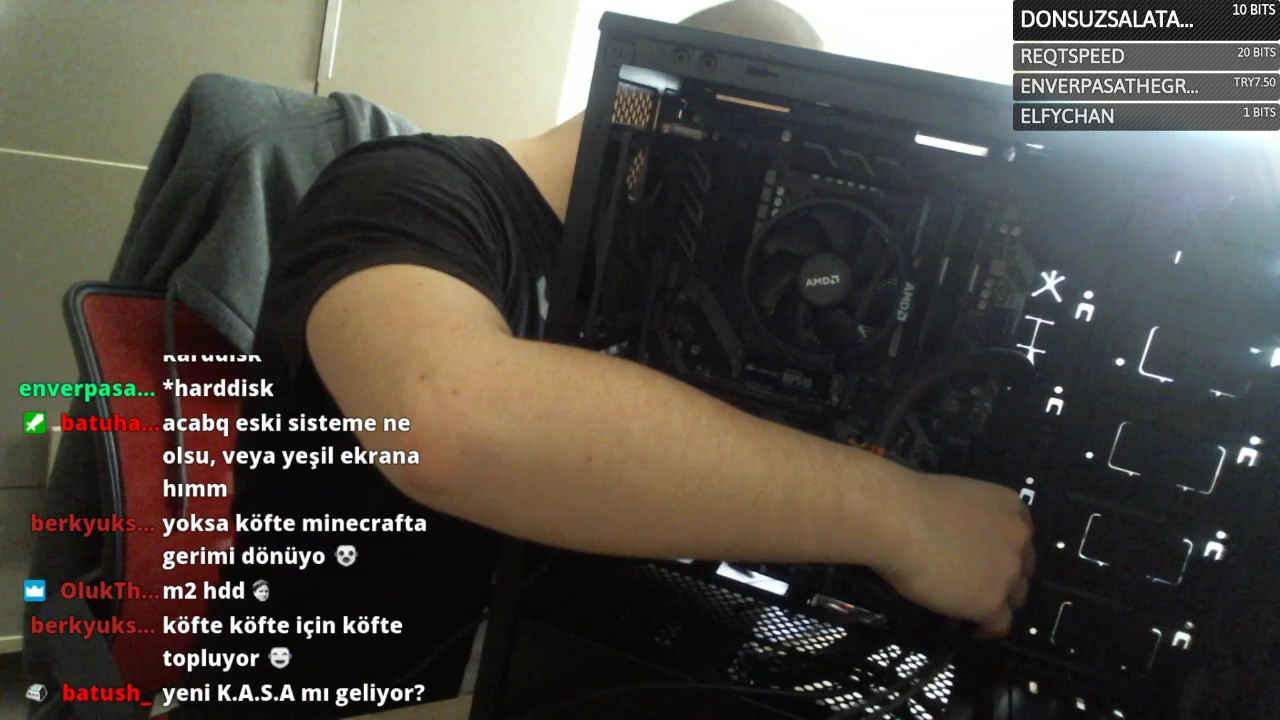 DONSUZSALATA... 10 BITS
REQTSPEED 20 BITS
ENVERPASATHEGR... TRY7.50
ELFYCHAN 1 BITS
AMD
AMD
enverpasa... *harddisk
batuha... acabq eski sisteme ne
olsu, veya yeşil ekrana
hımm
berkyuks... yoksa köfte minecrafta
gerimi dönüyo
OlukTh... m2 hdd
berkyuks... köfte köfte için köfte
topluyor
batush_ yeni K.A.S.A mı geliyor?